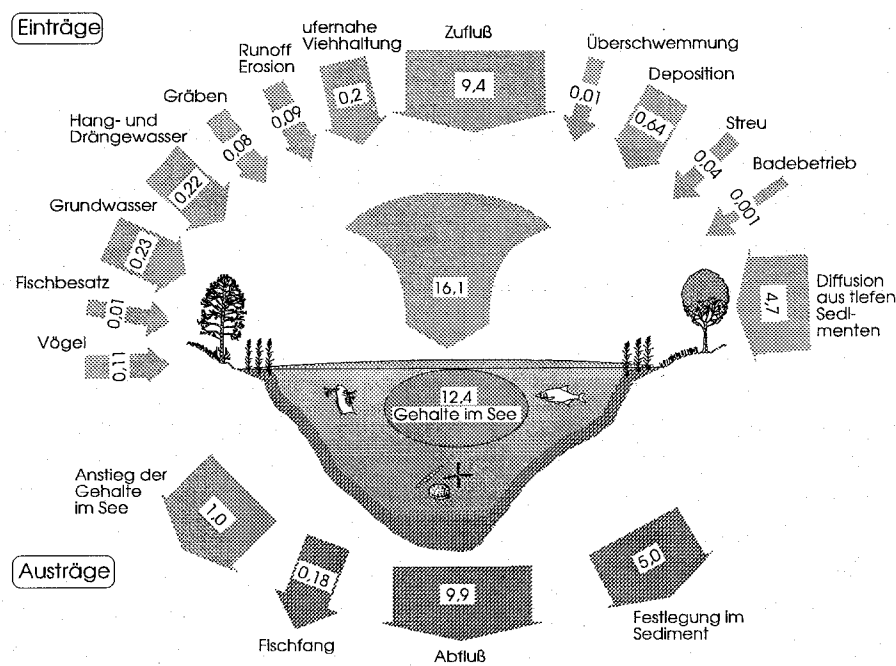 Einträge
ufernahe
Viehhaltung
0,2
Zufluß
9,4
Überschwemmung
0,01
Runoff
Erosion
0,09
Deposition
0,64
Gräben
0,08
Streu
0,04
Hang- und
Drängewasser
0,22
Badebetrieb
0,001
Grundwasser
0,23
Fischbesatz
0,01
Vögel
0,11
16,1
4,7
Diffusion
aus tiefen
Sedi-
menten
12,4
Gehalte im See
Anstieg der
Gehalte
im See
1,0
Austräge
0,18
Fischfang
9,9
Abfluß
5,0
Festlegung im
Sediment